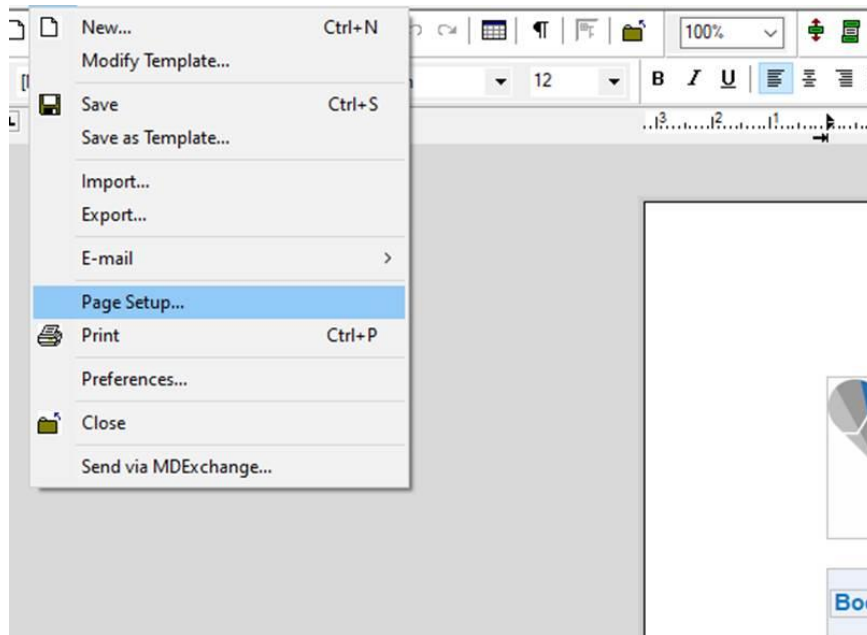 New... Ctrl+N
Modify Template...
Save Ctrl+S
Save as Template...
Import...
Export...
E-mail
Page Setup...
Print Ctrl+P
Preferences...
Close
Send via MDExchange...
100%
12
B I U
3 2 1